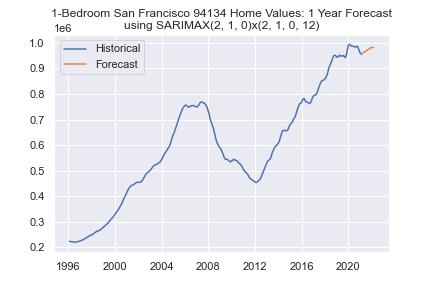 1-Bedroom San Francisco 94134 Home Values: 1 Year Forecast
using SARIMAX(2, 1, 0)x(2, 1, 0, 12)
1e6
Historical
Forecast
1.0
0.9
0.8
0.7
0.6
0.5
0.4
0.3
0.2
1996 2000 2004 2008 2012 2016 2020